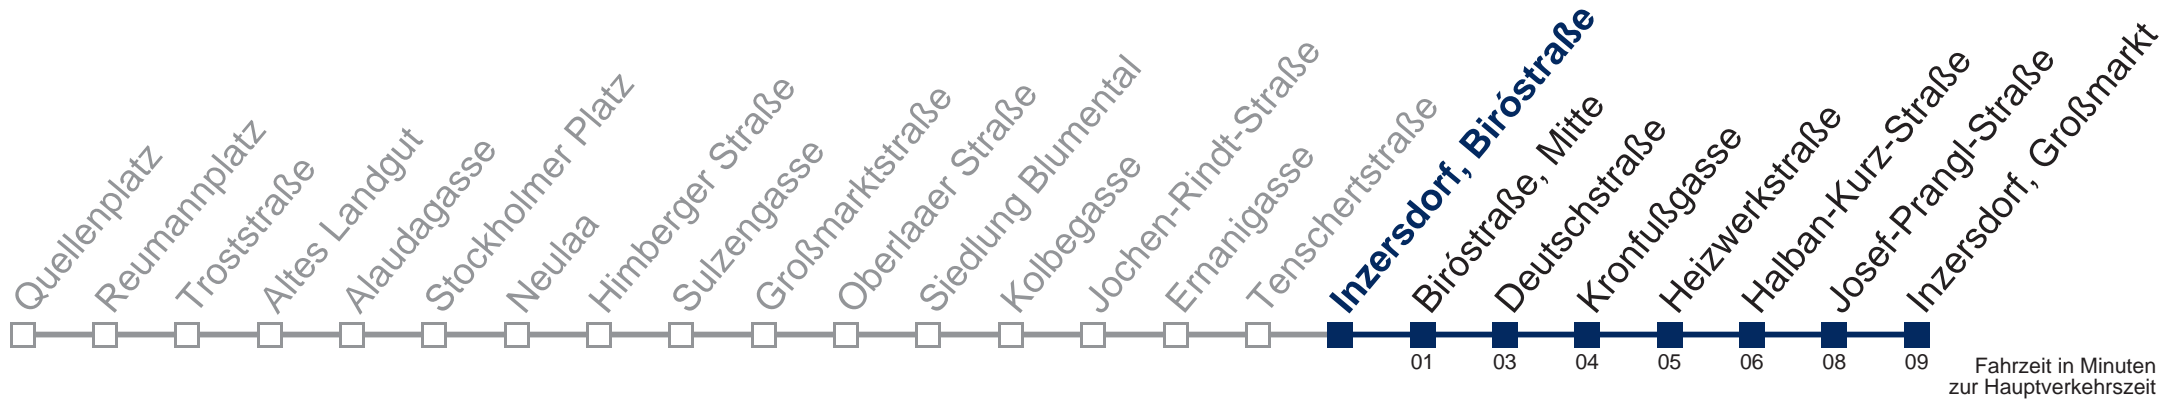 Quellenplatz
Reumannplatz
Troststraße
Altes Landgut
Alaudagasse
Stockholmer Platz
Neulaa
Himberger Straße
Sulzengasse
Großmarktstraße
Oberlaaer Straße
Siedlung Blumental
Kolbegasse
Jochen-Rindt-Straße
Ernanigasse
Tenschertstraße
Inzersdorf, Biróstraße
Biróstraße, Mitte
Deutschstraße
Kronfußgasse
Heizwerkstraße
Halban-Kurz-Straße
Josef-Prangl-Straße
Inzersdorf, Großmarkt
01 03 04 05 06 08 09
Fahrzeit in Minuten
zur Hauptverkehrszeit